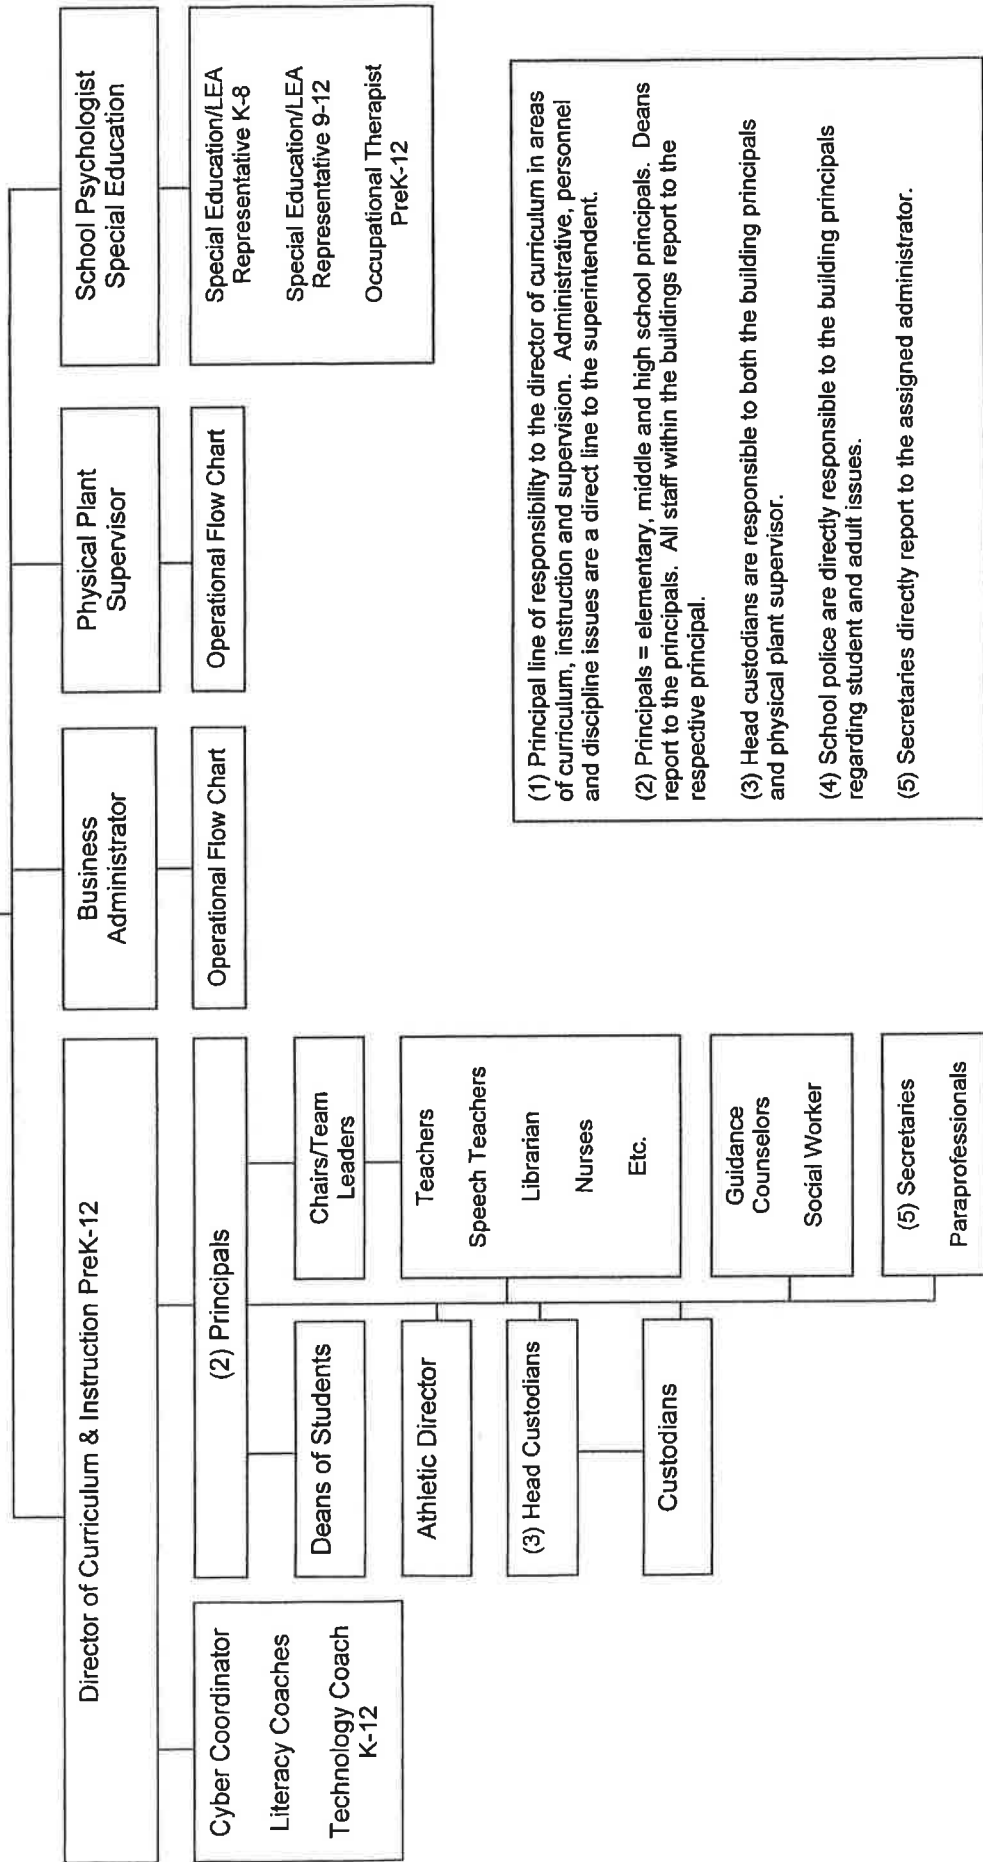 Director of Curriculum & Instruction PreK-12
Business
Administrator
Physical Plant
Supervisor
School Psychologist
Special Education
Cyber Coordinator
Literacy Coaches
Technology Coach
K-12
(2) Principals
Operational Flow Chart
Operational Flow Chart
Special Education/LEA
Representative K-8
Special Education/LEA
Representative 9-12
Occupational Therapist
PreK-12
Deans of Students
Chairs/Team
Leaders
Athletic Director
Teachers
Speech Teachers
Librarian
Nurses
Etc.
(3) Head Custodians
Custodians
Guidance
Counselors
Social Worker
(5) Secretaries
Paraprofessionals
(1) Principal line of responsibility to the director of curriculum in areas
of curriculum, instruction and supervision. Administrative, personnel
and discipline issues are a direct line to the superintendent.
(2) Principals = elementary, middle and high school principals. Deans
report to the principals. All staff within the buildings report to the
respective principal.
(3) Head custodians are responsible to both the building principals
and physical plant supervisor.
(4) School police are directly responsible to the building principals
regarding student and adult issues.
(5) Secretaries directly report to the assigned administrator.